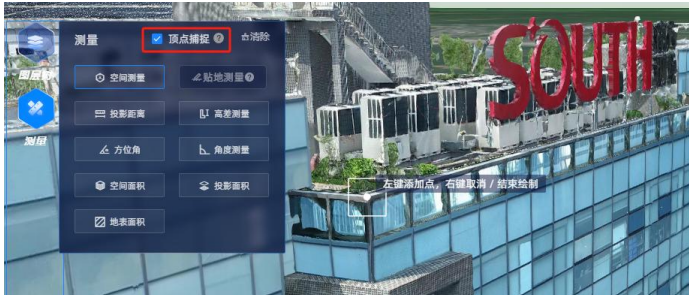 测量
顶点捕捉
清除
图层树
测量
空间测量
贴地测量
投影距离
高差测量
方位角
角度测量
空间面积
投影面积
地表面积
左键添加点，右键取消 / 结束绘制
SOUTH